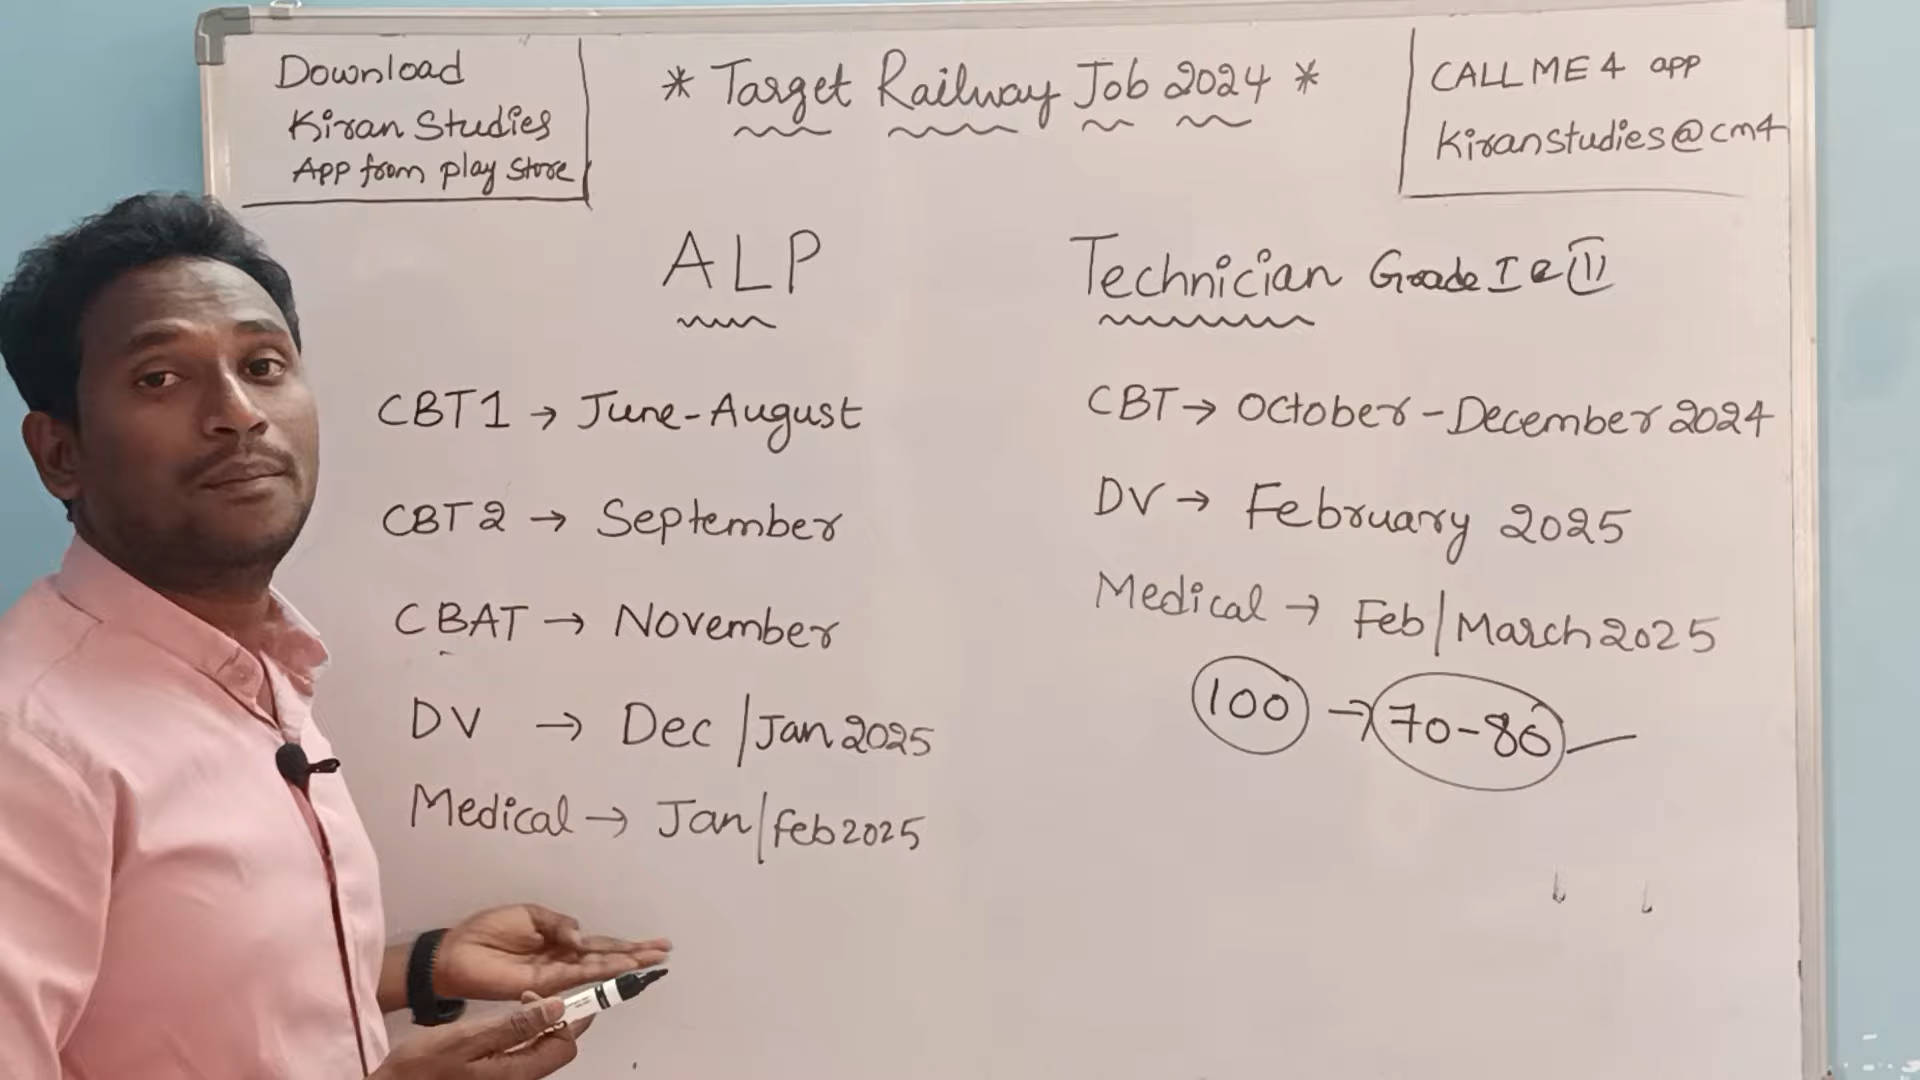 Download
Kiran Studies
App from play store
* Target Railway Job 2024 *
CALL ME 4 app
Kiranstudies@cm4
ALP
CBT1 → June-August
CBT2 → September
CBAT → November
DV → Dec | Jan 2025
Medical → Jan | Feb 2025
Technician Grade I & III
CBT → October - December 2024
DV → February 2025
Medical → Feb | March 2025
100 → 70-80